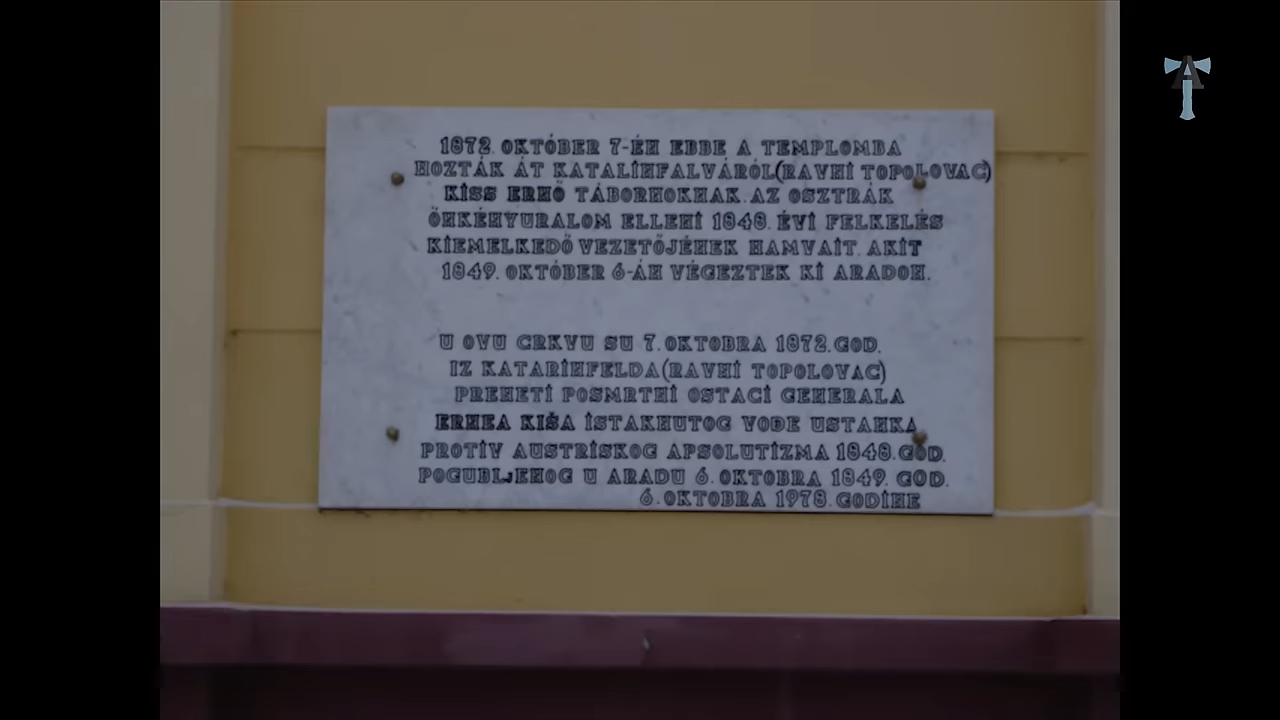 1872. OKTÓBER 7-ÉN EBBE A TEMPLOMBA
HOZTÁK ÁT KATALINFALVÁRÓL(RAVNI TOPOLOVAC)
KISS ERNŐ TÁBORNOKNAK. AZ OSZTRÁK
ÖNKÉNYURALOM ELLENI 1848. ÉVI FELKELÉS
KIEMELKEDŐ VEZETŐJÉNEK HAMVAIT. AKIT
1849. OKTÓBER 6-ÁN VÉGEZTEK KI ARADON.
U OVU CRKVU SU 7. OKTOBRA 1872. GOD.
IZ KATARINFELDA(RAVNI TOPOLOVAC)
PRENETI POSMRTNI OSTACI GENERALA
ERNEA KIŠA ISTAKNUTOG VOĐE USTANKA
PROTIV AUSTRISKOG APSOLUTIZMA 1848. GOD.
POGUBLJENOG U ARADU 6. OKTOBRA 1849. GOD.
6. OKTOBRA 1978. GODINE